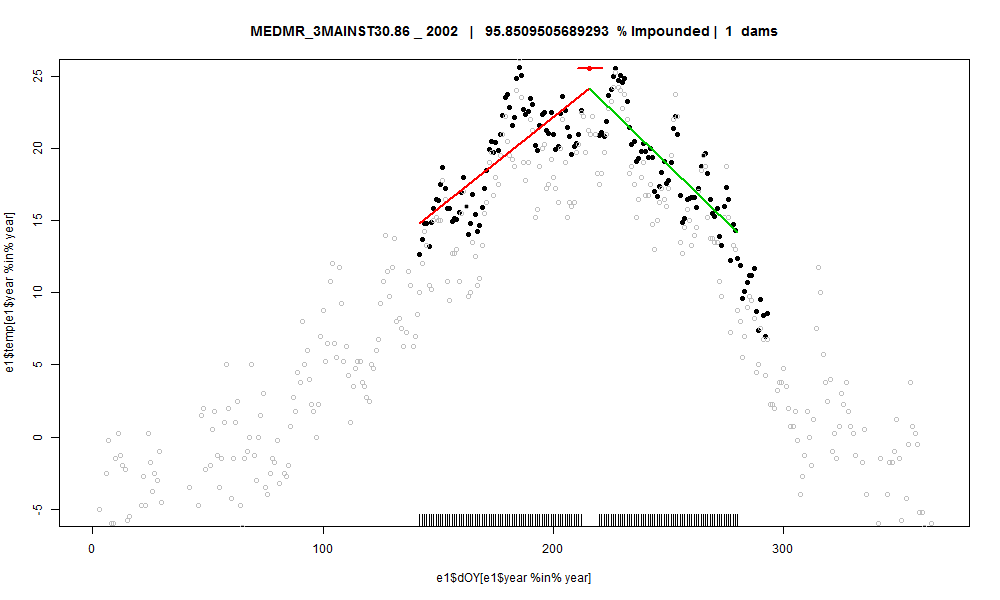 MEDMR_3MAINST30.86 _ 2002 | 95.8509505689293 % Impounded | 1 dams
25
20
15
10
5
0
-5
e1$temp[e1$year %in% year]
0 100 200 300
e1$dOY[e1$year %in% year]